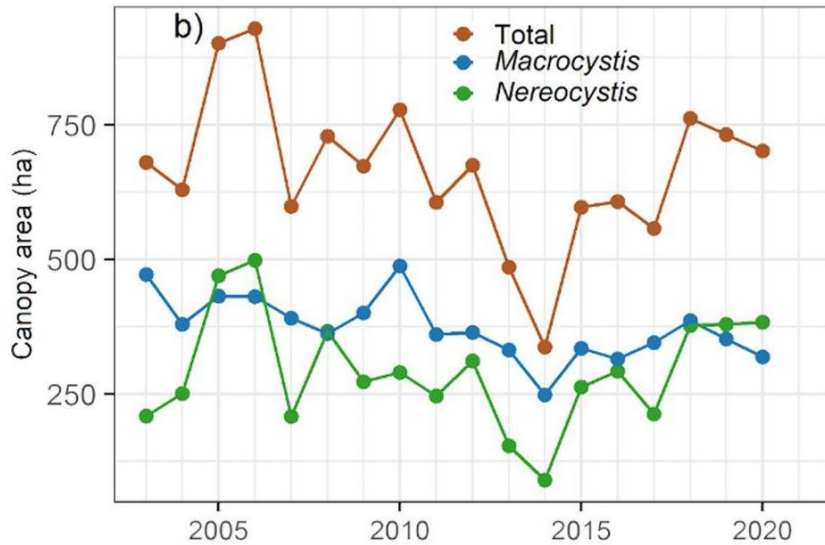 b)
Total
Macrocystis
Nereocystis
Canopy area (ha)
750
500
250
2005 2010 2015 2020